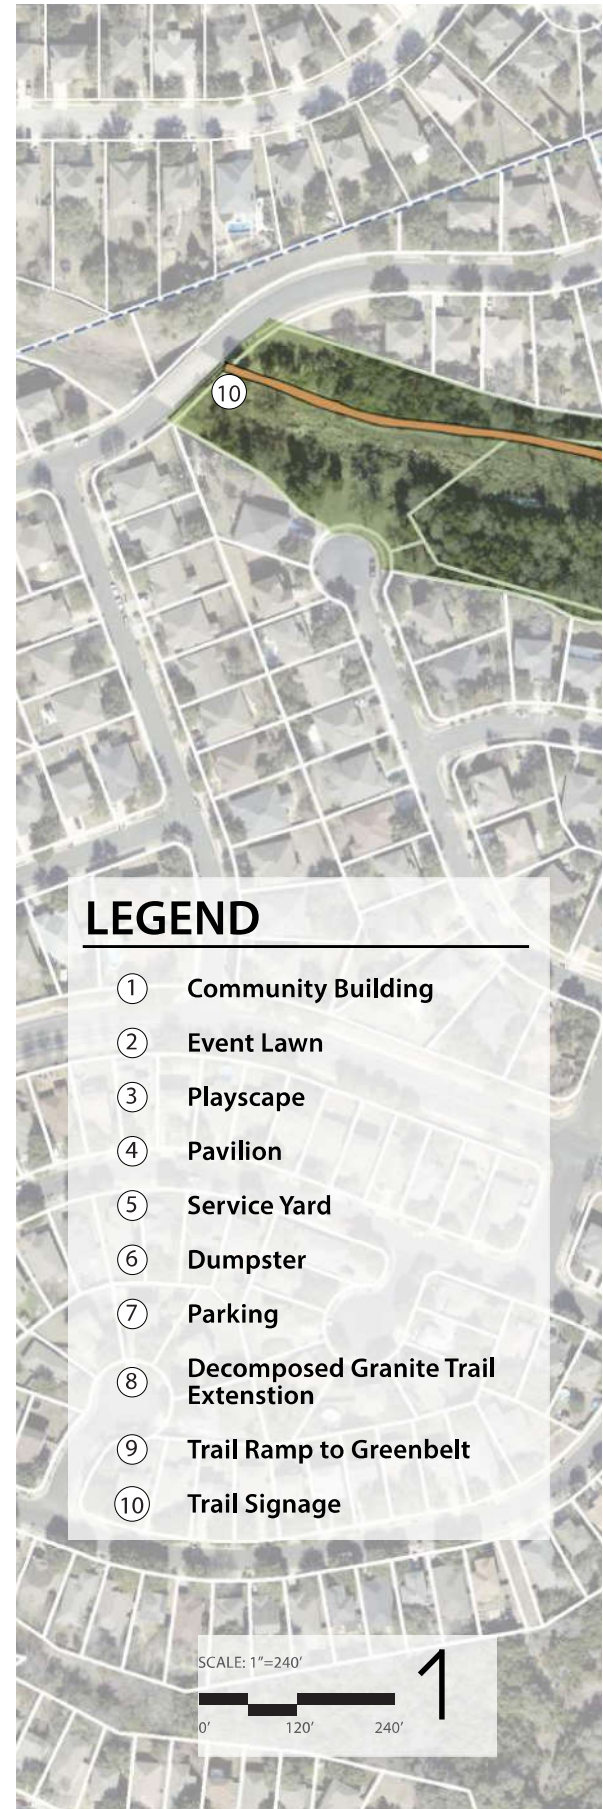 10
LEGEND
1 Community Building
2 Event Lawn
3 Playscape
4 Pavilion
5 Service Yard
6 Dumpster
7 Parking
8 Decomposed Granite Trail
Extenstion
9 Trail Ramp to Greenbelt
10 Trail Signage
SCALE: 1"=240'
0' 120' 240'